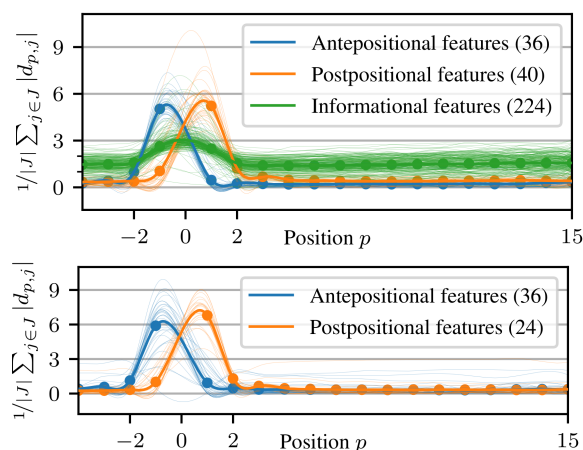 9
6
3
0
1/|J| ∑_{j∈J} |d_{p,j}|
Antepositional features (36)
Postpositional features (40)
Informational features (224)
−2 0 2 Position p 15
9
6
3
0
1/|J| ∑_{j∈J} |d_{p,j}|
Antepositional features (36)
Postpositional features (24)
−2 0 2 Position p 15